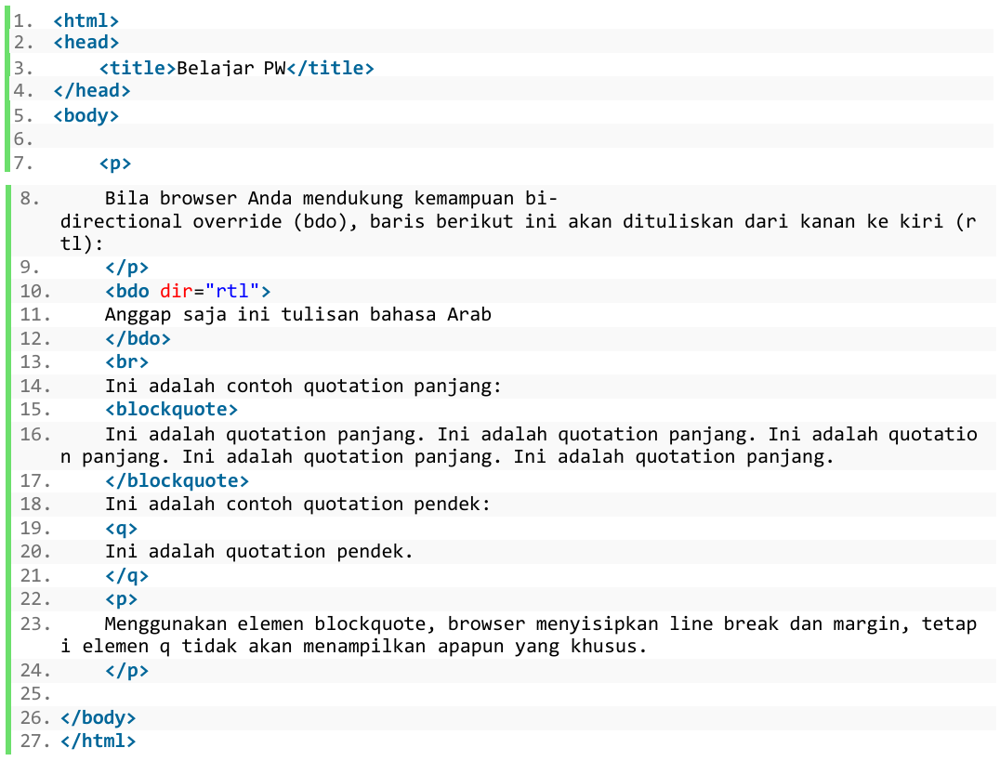 1. <html>
2. <head>
3. <title>Belajar PW</title>
4. </head>
5. <body>
6.
7. <p>
8. Bila browser Anda mendukung kemampuan bi-
directional override (bdo), baris berikut ini akan dituliskan dari kanan ke kiri (r
tl):
9. </p>
10. <bdo dir="rtl">
11. Anggap saja ini tulisan bahasa Arab
12. </bdo>
13. <br>
14. Ini adalah contoh quotation panjang:
15. <blockquote>
16. Ini adalah quotation panjang. Ini adalah quotation panjang. Ini adalah quotatio
n panjang. Ini adalah quotation panjang. Ini adalah quotation panjang.
17. </blockquote>
18. Ini adalah contoh quotation pendek:
19. <q>
20. Ini adalah quotation pendek.
21. </q>
22. <p>
23. Menggunakan elemen blockquote, browser menyisipkan line break dan margin, tetap
i elemen q tidak akan menampilkan apapun yang khusus.
24. </p>
25.
26. </body>
27. </html>